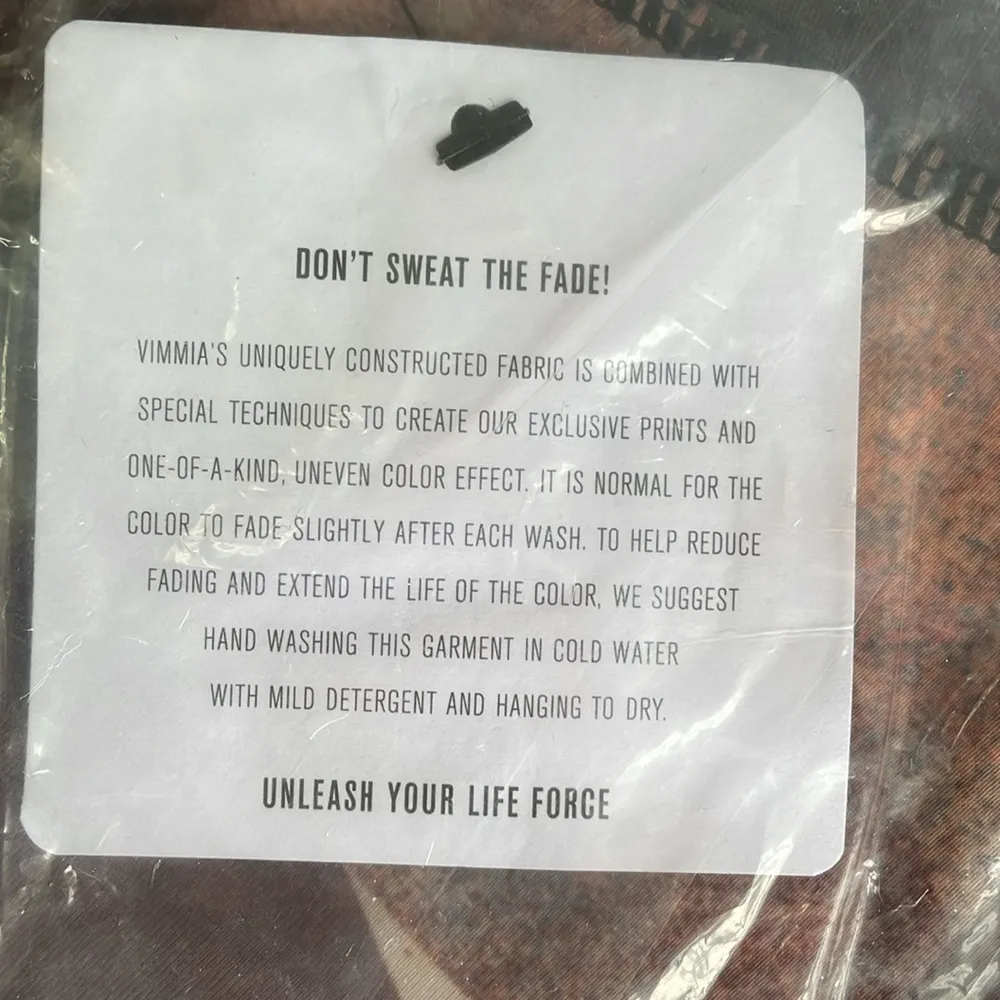 DON'T SWEAT THE FADE!
VIMMIA'S UNIQUELY CONSTRUCTED FABRIC IS COMBINED WITH
SPECIAL TECHNIQUES TO CREATE OUR EXCLUSIVE PRINTS AND
ONE-OF-A-KIND, UNEVEN COLOR EFFECT. IT IS NORMAL FOR THE
COLOR TO FADE SLIGHTLY AFTER EACH WASH. TO HELP REDUCE
FADING AND EXTEND THE LIFE OF THE COLOR, WE SUGGEST
HAND WASHING THIS GARMENT IN COLD WATER
WITH MILD DETERGENT AND HANGING TO DRY.
UNLEASH YOUR LIFE FORCE